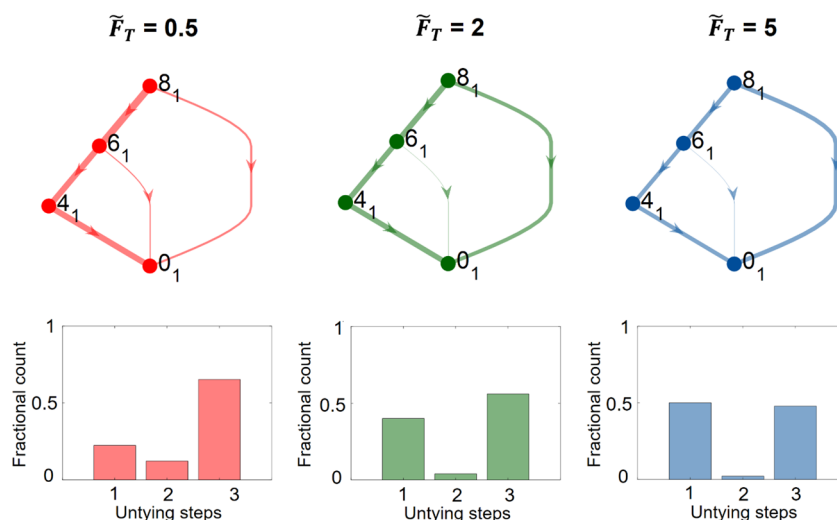 F̃_T = 0.5
F̃_T = 2
F̃_T = 5
8_1
6_1
4_1
0_1
8_1
6_1
4_1
0_1
8_1
6_1
4_1
0_1
Fractional count
1
0.5
0
1 2 3
Untying steps
Fractional count
1
0.5
0
1 2 3
Untying steps
Fractional count
1
0.5
0
1 2 3
Untying steps